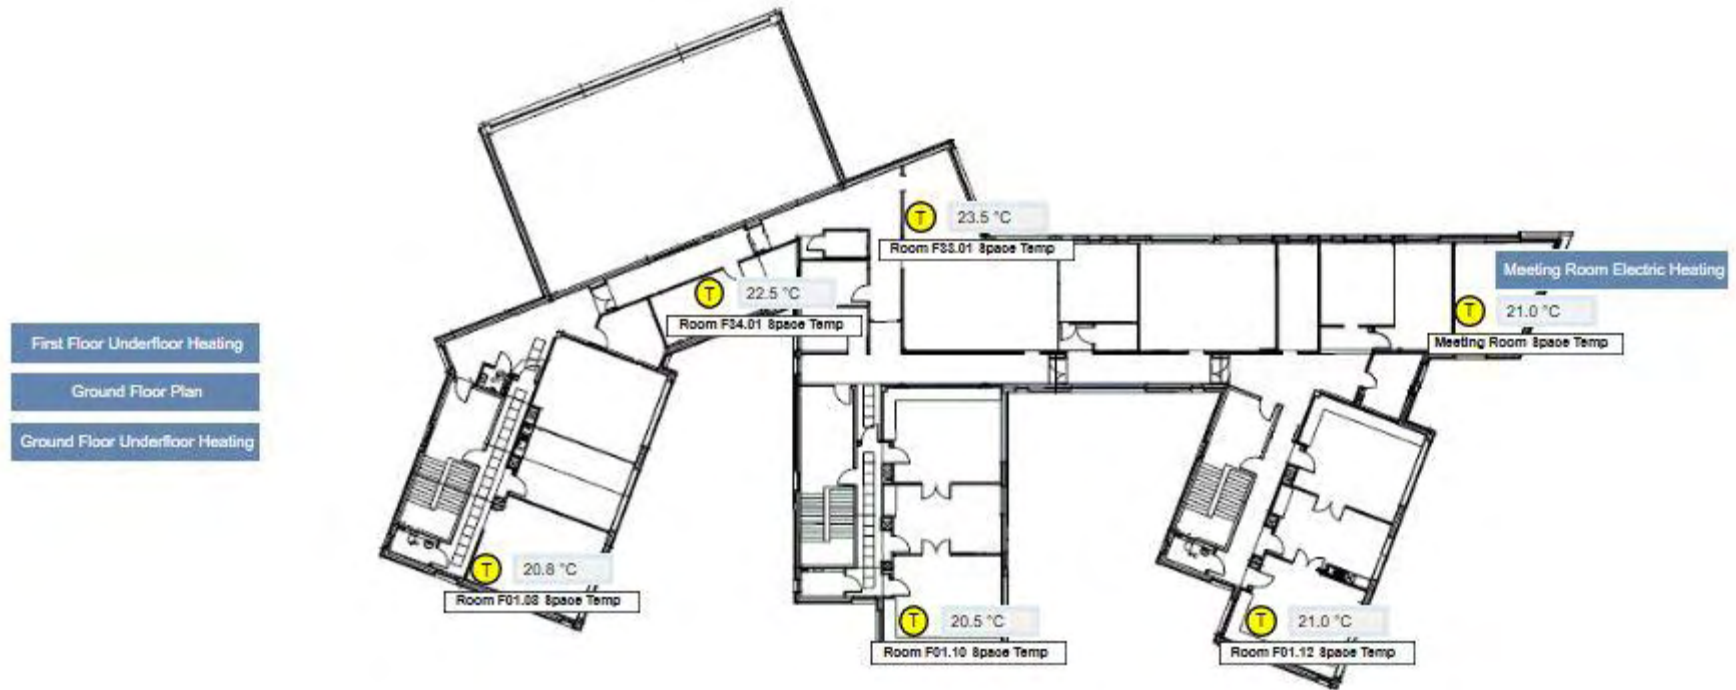 T 23.5 °C
Room F33.01 Space Temp
Meeting Room Electric Heating
T 22.5 °C
Room F34.01 Space Temp
T 21.0 °C
Meeting Room Space Temp
First Floor Underfloor Heating
Ground Floor Plan
Ground Floor Underfloor Heating
T 20.8 °C
Room F01.08 Space Temp
T 20.5 °C
Room F01.10 Space Temp
T 21.0 °C
Room F01.12 Space Temp